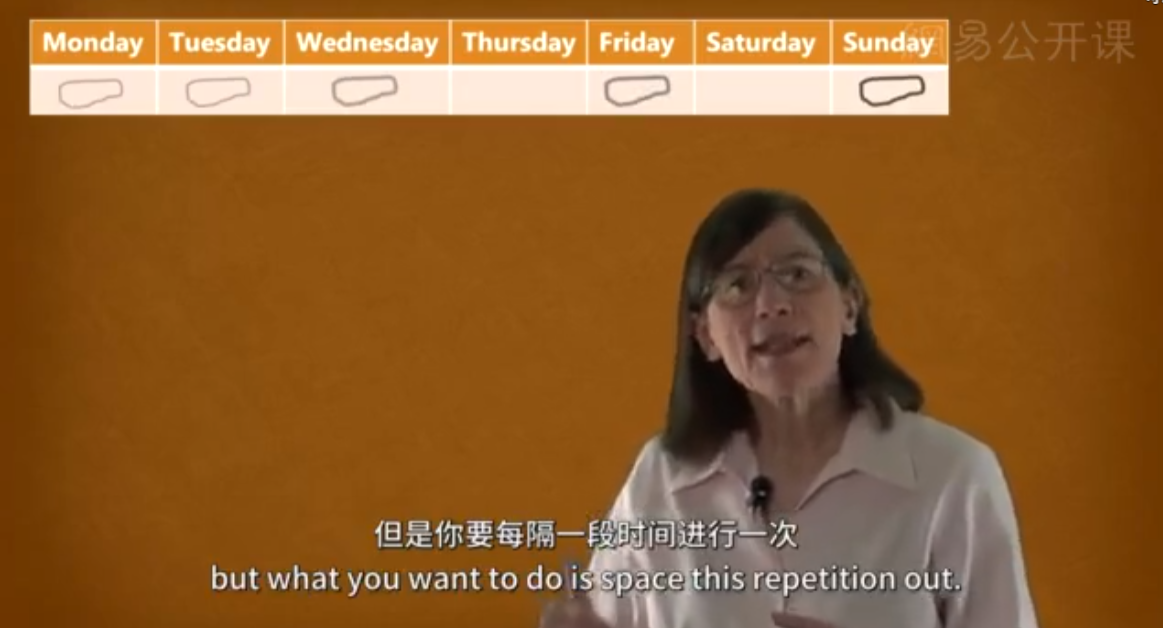 Monday Tuesday Wednesday Thursday Friday Saturday Sunday
網易公开课
但是你要每隔一段时间进行一次
but what you want to do is space this repetition out.